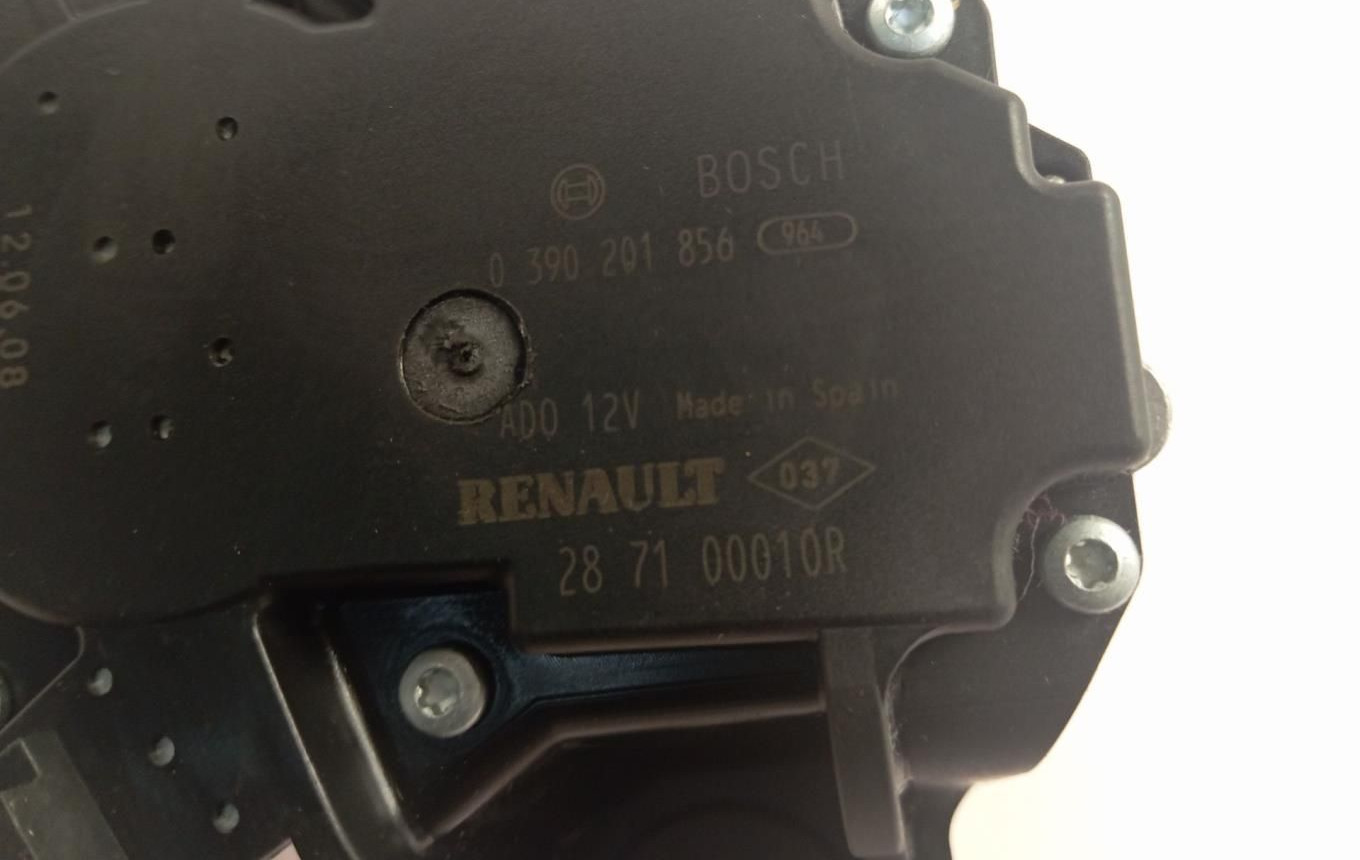 BOSCH
0 390 201 856 964
ADO 12V Made in Spain
RENAULT 037
28 71 00010R
12.06.08